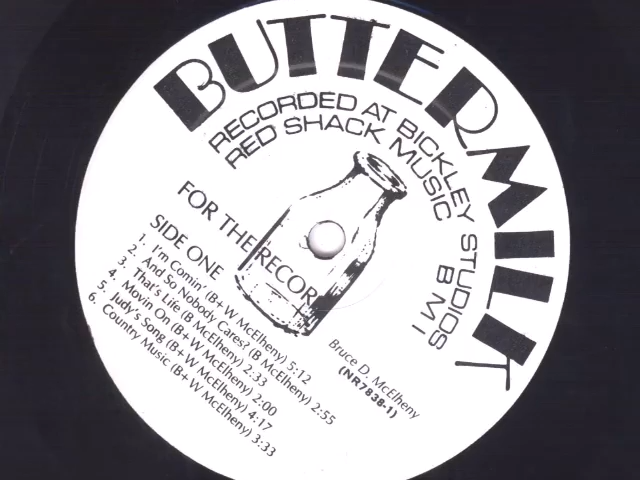 BUTTERMILK
RECORDED AT BICKLEY STUDIOS
RED SHACK MUSIC BMI
FOR THE RECOR
SIDE ONE
1. I'm Comin' (B+ W McElheny) 5:12
2. And So Nobody Cares? (B McElheny) 2:55
3. That's Life (B McElheny) 2:33
4. Movin On (B+ W McElheny) 2:00
5. Judy's Song (B+ W McElheny) 4:17
6. Country Music (B+ W McElheny) 3:33
Bruce D. McElheny
(NR7838-1)